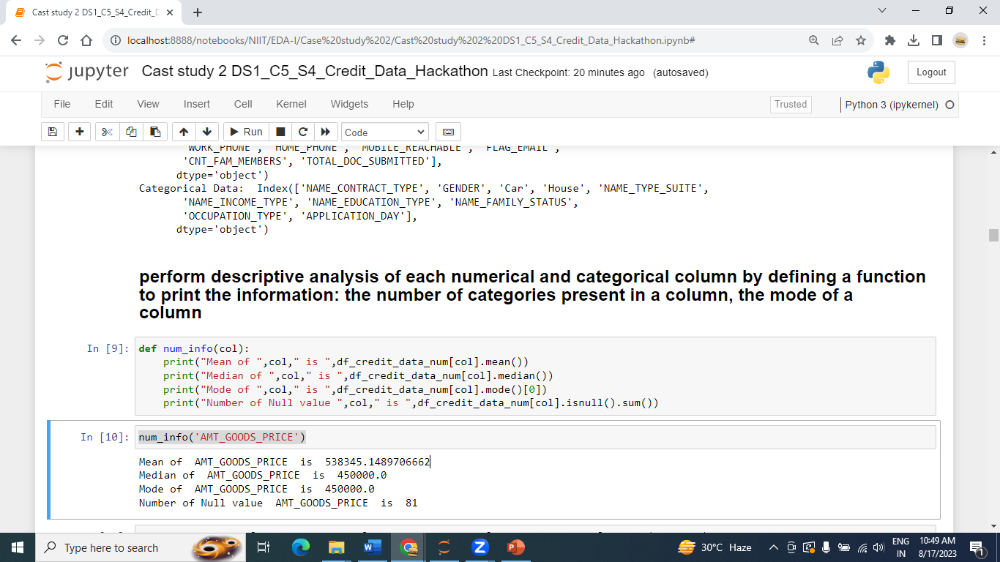 Cast study 2 DS1_C5_S4_Credit_D
localhost:8888/notebooks/NIIT/EDA-I/Case%20study%202/Cast%20study%202%20DS1_C5_S4_Credit_Data_Hackathon.ipynb#
jupyter Cast study 2 DS1_C5_S4_Credit_Data_Hackathon Last Checkpoint: 20 minutes ago (autosaved)
Logout
File Edit View Insert Cell Kernel Widgets Help
Trusted
Python 3 (ipykernel)
Run
Code
'WORK_PHONE', 'HOME_PHONE', 'MOBILE_REACHABLE', 'FLAG_EMAIL',
'CNT_FAM_MEMBERS', 'TOTAL_DOC_SUBMITTED'],
dtype='object')
Categorical Data:  Index(['NAME_CONTRACT_TYPE', 'GENDER', 'Car', 'House', 'NAME_TYPE_SUITE',
'NAME_INCOME_TYPE', 'NAME_EDUCATION_TYPE', 'NAME_FAMILY_STATUS',
'OCCUPATION_TYPE', 'APPLICATION_DAY'],
dtype='object')
perform descriptive analysis of each numerical and categorical column by defining a function
to print the information: the number of categories present in a column, the mode of a
column
In [9]: def num_info(col):
print("Mean of ",col," is ",df_credit_data_num[col].mean())
print("Median of ",col," is ",df_credit_data_num[col].median())
print("Mode of ",col," is ",df_credit_data_num[col].mode()[0])
print("Number of Null value ",col," is ",df_credit_data_num[col].isnull().sum())
In [10]: num_info('AMT_GOODS_PRICE')
Mean of  AMT_GOODS_PRICE  is  538345.1489706662
Median of  AMT_GOODS_PRICE  is  450000.0
Mode of  AMT_GOODS_PRICE  is  450000.0
Number of Null value  AMT_GOODS_PRICE  is  81
Type here to search
30°C Haze
ENG
IN
10:49 AM
8/17/2023
1